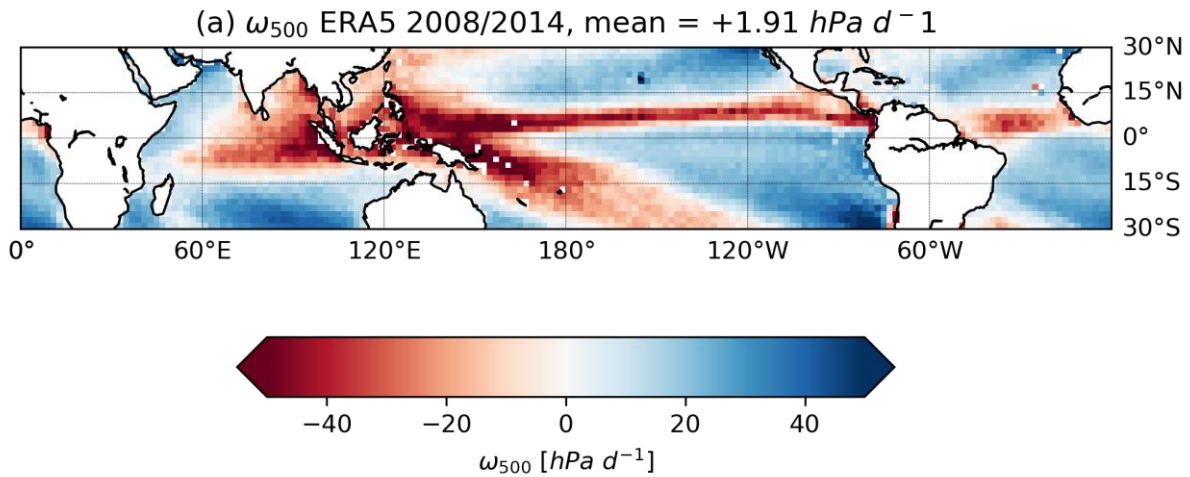 (a) ω₅₀₀ ERA5 2008/2014, mean = +1.91 hPa d⁻1
30°N
15°N
0°
15°S
30°S
0° 60°E 120°E 180° 120°W 60°W
−40 −20 0 20 40
ω₅₀₀ [hPa d⁻¹]